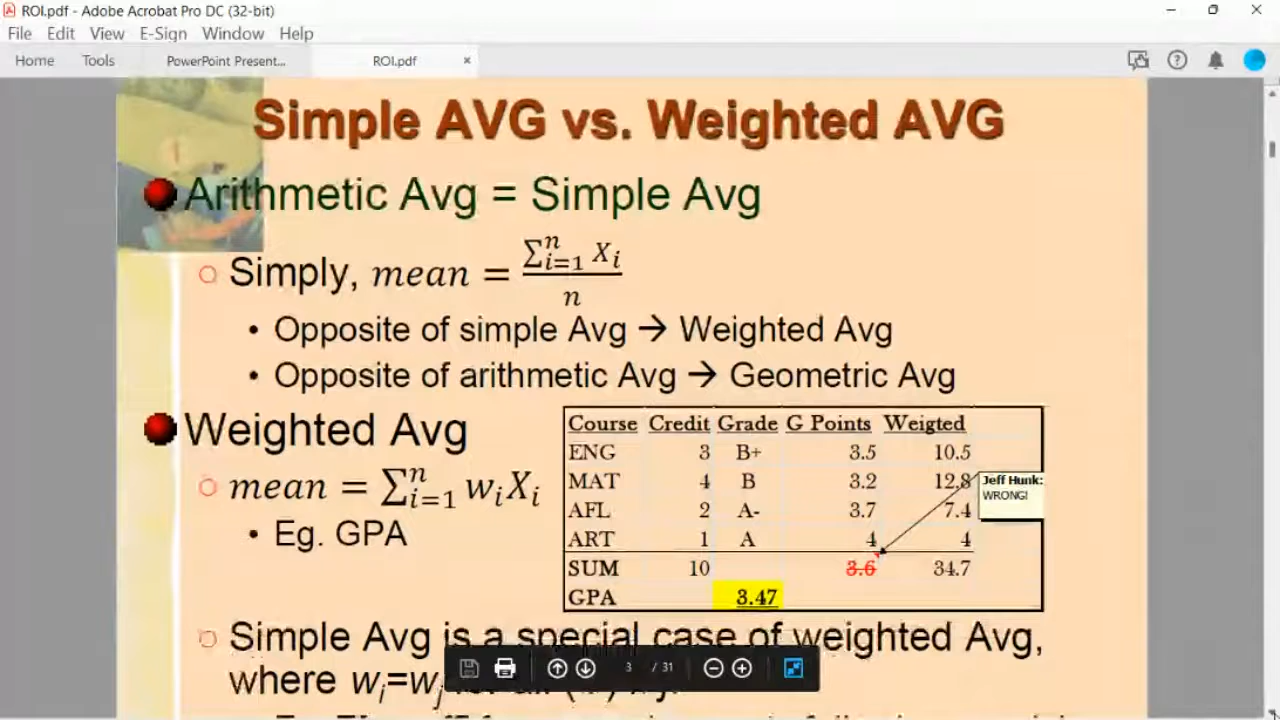 ROI.pdf - Adobe Acrobat Pro DC (32-bit)
File Edit View E-Sign Window Help
Home Tools PowerPoint Present... ROI.pdf ×
Simple AVG vs. Weighted AVG
Arithmetic Avg = Simple Avg
Simply, mean = ∑ⁿᵢ₌₁ Xᵢ / n
• Opposite of simple Avg → Weighted Avg
• Opposite of arithmetic Avg → Geometric Avg
Weighted Avg
mean = ∑ⁿᵢ₌₁ wᵢXᵢ
• Eg. GPA
Course Credit Grade G Points Weigted
ENG 3 B+ 3.5 10.5
MAT 4 B 3.2 12.8
AFL 2 A- 3.7 7.4
ART 1 A 4 4
SUM 10 3.6 34.7
GPA 3.47
Jeff Hunk:
WRONG!
Simple Avg is a special case of weighted Avg,
where wᵢ=wⱼ
3 / 31